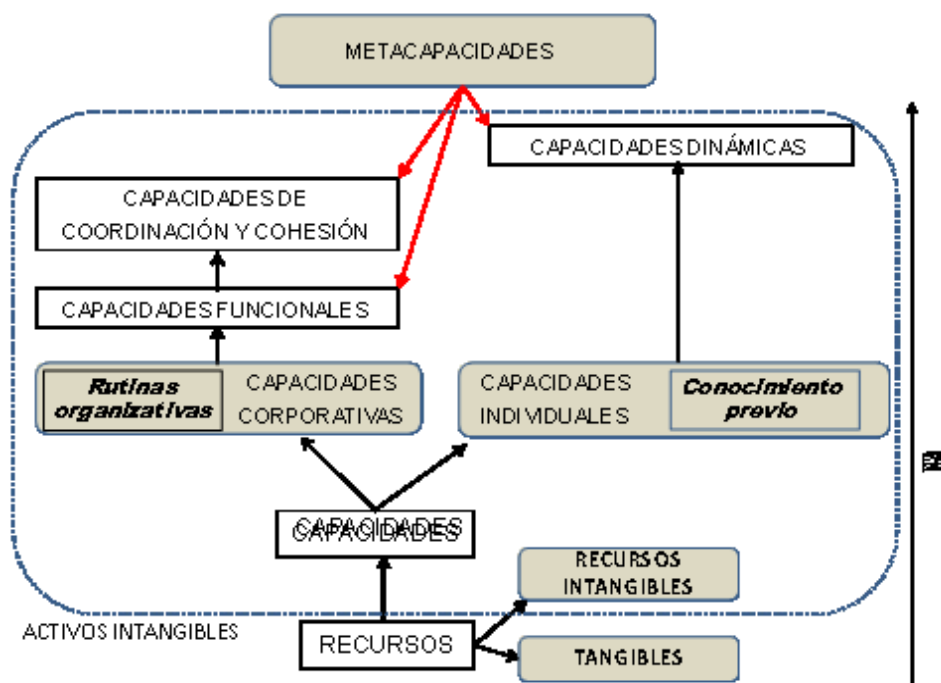 METACAPACIDADES
CAPACIDADES DINÁMICAS
CAPACIDADES DE
COORDINACIÓN Y COHESIÓN
CAPACIDADES FUNCIONALES
Rutinas
organizativas
CAPACIDADES
CORPORATIVAS
CAPACIDADES
INDIVIDUALES
Conocimiento
previo
CAPACIDADES
RECURSOS
INTANGIBLES
ACTIVOS INTANGIBLES
RECURSOS
TANGIBLES